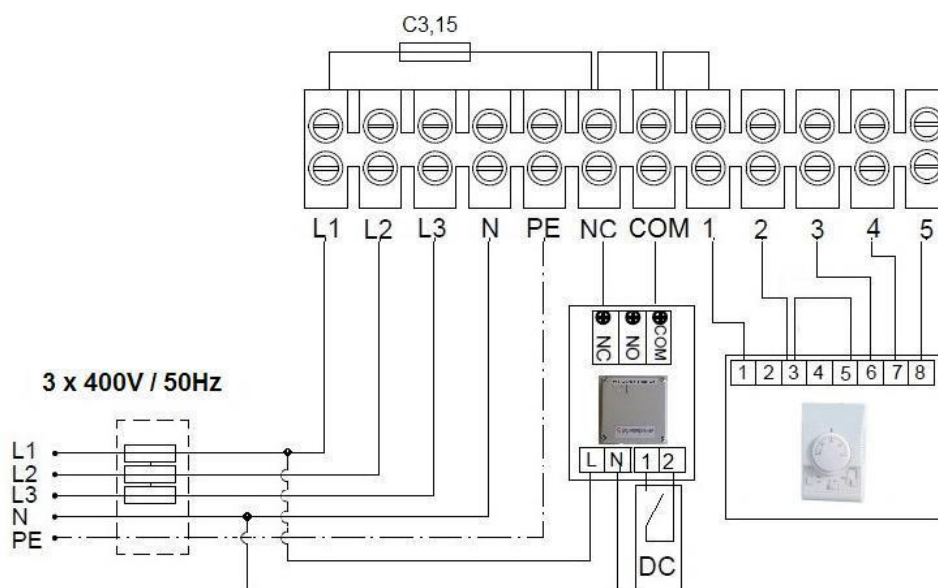 C3,15
L1 L2 L3 N PE NC COM 1 2 3 4 5
NC NO COM
1 2 3 4 5 6 7 8
3 x 400V / 50Hz
L1
L2
L3
N
PE
L N 1 2
DC